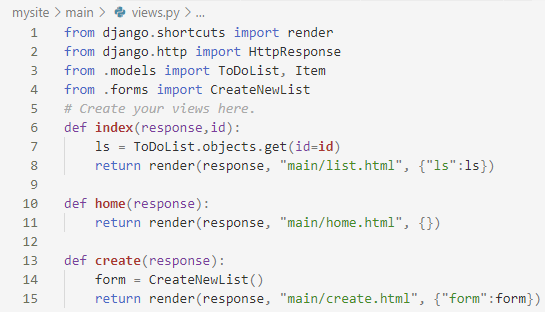 mysite > main > views.py > ...
1 from django.shortcuts import render
2 from django.http import HttpResponse
3 from .models import ToDoList, Item
4 from .forms import CreateNewList
5 # Create your views here.
6 def index(response,id):
7     ls = ToDoList.objects.get(id=id)
8     return render(response, "main/list.html", {"ls":ls})
9
10 def home(response):
11     return render(response, "main/home.html", {})
12
13 def create(response):
14     form = CreateNewList()
15     return render(response, "main/create.html", {"form":form})